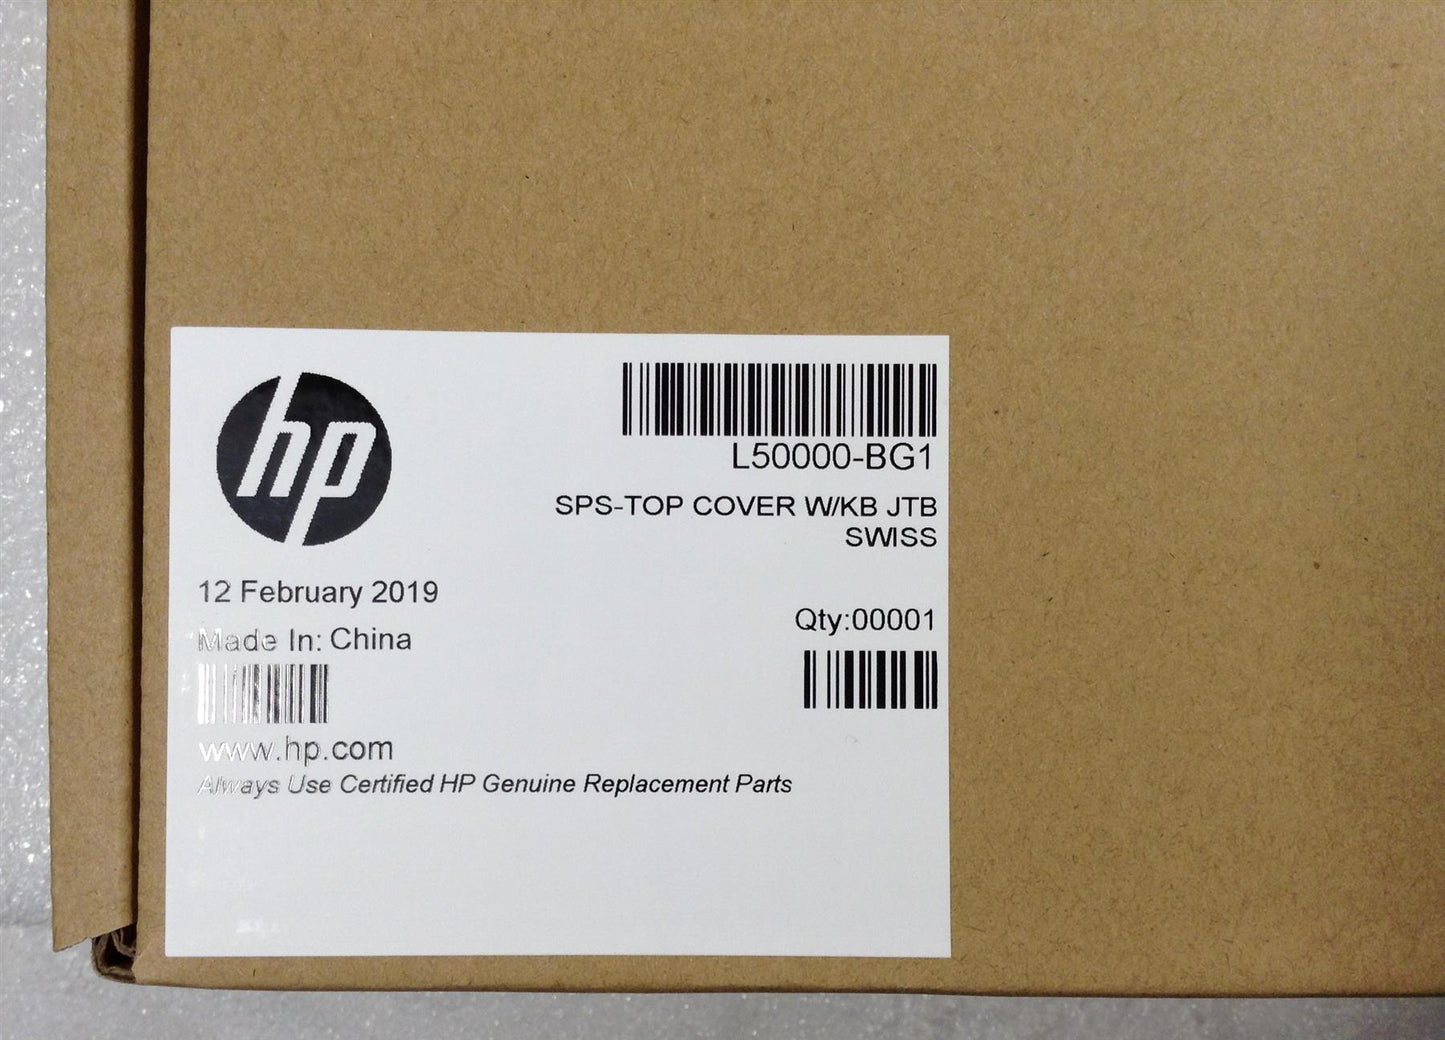 hp
L50000-BG1
SPS-TOP COVER W/KB JTB
SWISS
12 February 2019
Qty:00001
Made In: China
www.hp.com
Always Use Certified HP Genuine Replacement Parts